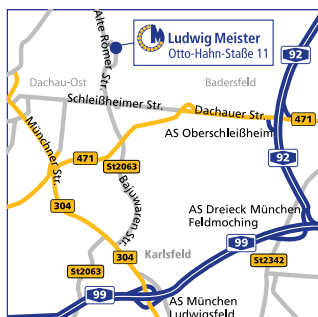 Alte Römer Str.
Ludwig Meister
Otto-Hahn-Staße 11
92
Dachau-Ost
Badersfeld
Schleißheimer Str.
Dachauer Str.
471
AS Oberschleißheim
Münchner Str.
471
St2063
92
Bajuwaren Str.
304
AS Dreieck München
Feldmoching
99
304
Karlsfeld
St2063
St2342
99
AS München
Ludwigsfeld